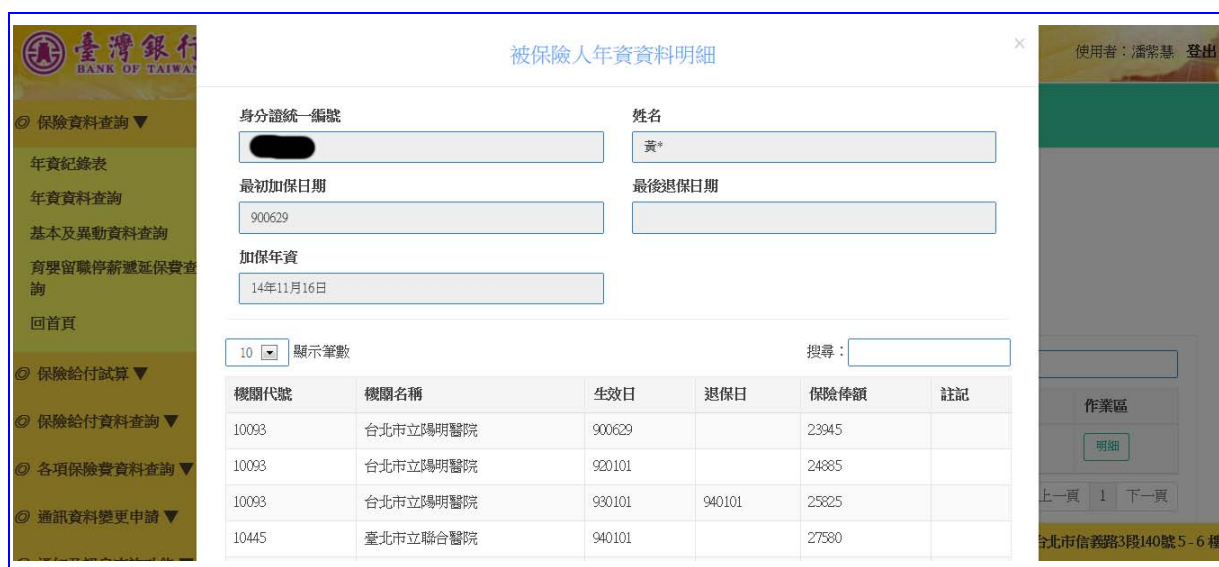 臺灣銀行
BANK OF TAIWAN
使用者：潘紫慧 登出
被保險人年資資料明細
×
◎ 保險資料查詢 ▼
年資紀錄表
年資資料查詢
基本及異動資料查詢
育嬰留職停薪遞延保費查
詢
回首頁
◎ 保險給付試算 ▼
◎ 保險給付資料查詢 ▼
◎ 各項保險費資料查詢 ▼
◎ 通訊資料變更申請 ▼
身分證統一編號 姓名
黃*
最初加保日期 最後退保日期
900629
加保年資
14年11月16日
10 顯示筆數 搜尋：
機關代號 機關名稱 生效日 退保日 保險俸額 註記
10093 台北市立陽明醫院 900629 23945
10093 台北市立陽明醫院 920101 24885
10093 台北市立陽明醫院 930101 940101 25825
10445 臺北市立聯合醫院 940101 27580
作業區
明細
上一頁 1 下一頁
台北市信義路3段140號5-6樓